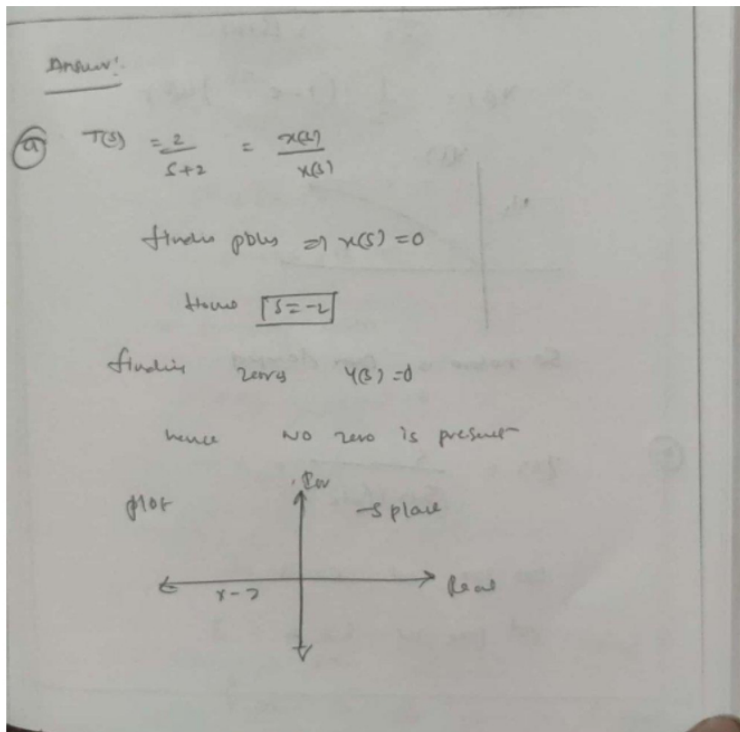 Answer:
(a) T(s) = 2/(s+2) = Y(s)/X(s)
finding poles ⇒ x(s) = 0
Hence s = -2
finding zeros Y(s) = 0
hence NO zero is present
plot Img s plane
x-2 Real